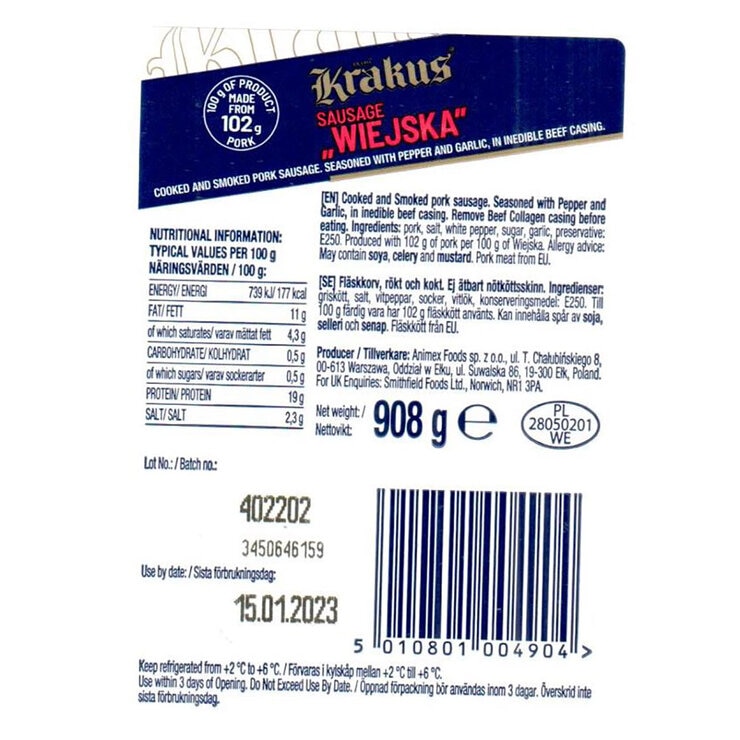 Krakus
SAUSAGE
„WIEJSKA"
100 g OF PRODUCT
MADE
FROM
102 g
PORK
COOKED AND SMOKED PORK SAUSAGE. SEASONED WITH PEPPER AND GARLIC, IN INEDIBLE BEEF CASING.
NUTRITIONAL INFORMATION:
TYPICAL VALUES PER 100 g
NÄRINGSVÄRDEN / 100 g:
ENERGY/ ENERGI 739 kJ/ 177 kcal
FAT/ FETT 11 g
of which saturates/ varav mättat fett 4,3 g
CARBOHYDRATE/ KOLHYDRAT 0,5 g
of which sugars/ varav sockerarter 0,5 g
PROTEIN/ PROTEIN 19 g
SALT/ SALT 2,3 g
[EN] Cooked and Smoked pork sausage. Seasoned with Pepper and
Garlic, in inedible beef casing. Remove Beef Collagen casing before
eating. Ingredients: pork, salt, white pepper, sugar, garlic, preservative:
E250. Produced with 102 g of pork per 100 g of Wiejska. Allergy advice:
May contain soya, celery and mustard. Pork meat from EU.
[SE] Fläskkorv, rökt och kokt. Ej ätbart nötköttsskinn. Ingredienser:
griskött, salt, vitpeppar, socker, vitlök, konserveringsmedel: E250. Till
100 g färdig vara har 102 g fläskkött använts. Kan innehålla spår av soja,
selleri och senap. Fläskkött från EU.
Producer / Tillverkare: Animex Foods sp. z o.o., ul. T. Chałubińskiego 8,
00-613 Warszawa, Oddział w Ełku, ul. Suwalska 86, 19-300 Ełk, Poland.
For UK Enquiries: Smithfield Foods Ltd., Norwich, NR1 3PA.
Net weight: /
Nettovikt: 908 g e
PL
28050201
WE
Lot No.: / Batch no.:
402202
3450646159
Use by date: / Sista förbrukningsdag:
15.01.2023
5 010801 004904 >
Keep refrigerated from +2 °C to +6 °C. / Förvaras i kylskåp mellan +2 °C till +6 °C.
Use within 3 days of Opening. Do Not Exceed Use By Date. / Öppnad förpackning bör användas inom 3 dagar. Överskrid inte
sista förbrukningsdag.